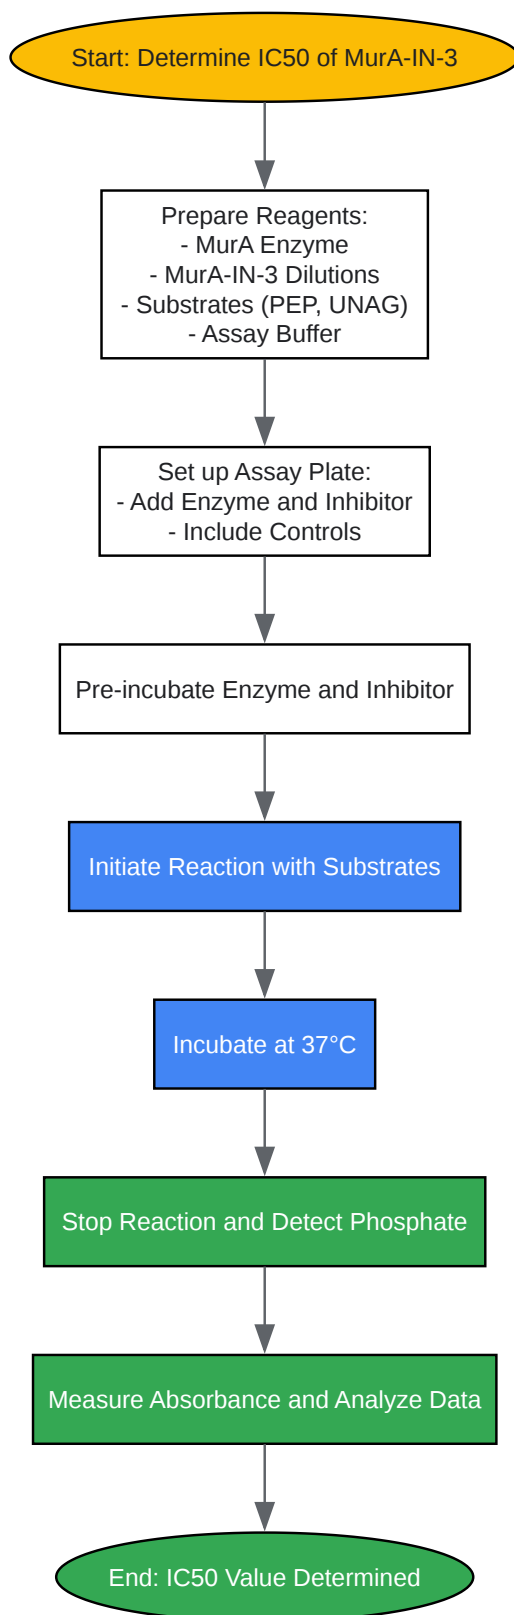 Start: Determine IC50 of MurA-IN-3
Prepare Reagents:
- MurA Enzyme
- MurA-IN-3 Dilutions
- Substrates (PEP, UNAG)
- Assay Buffer
Set up Assay Plate:
- Add Enzyme and Inhibitor
- Include Controls
Pre-incubate Enzyme and Inhibitor
Initiate Reaction with Substrates
Incubate at 37°C
Stop Reaction and Detect Phosphate
Measure Absorbance and Analyze Data
End: IC50 Value Determined